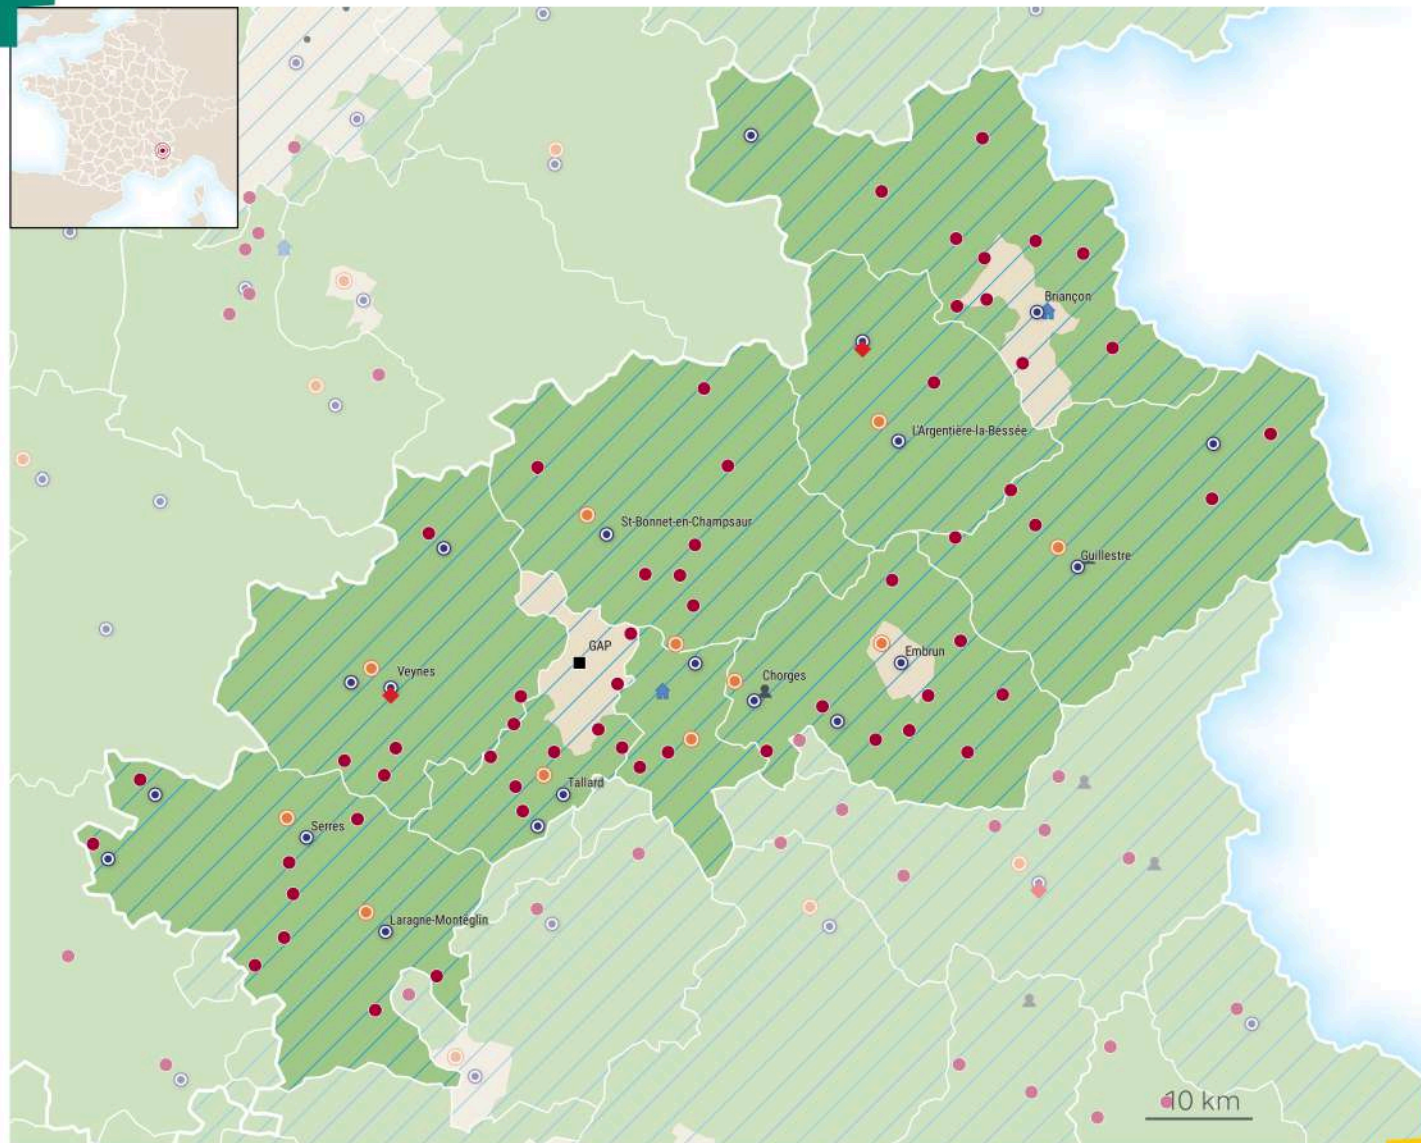 Briançon
L'Argentière-la-Bessée
St-Bonnet-en-Champsaur
Guillestre
GAP
Embrun
Veynes
Chorges
Tallard
Serres
Laragne-Montéglin
10 km